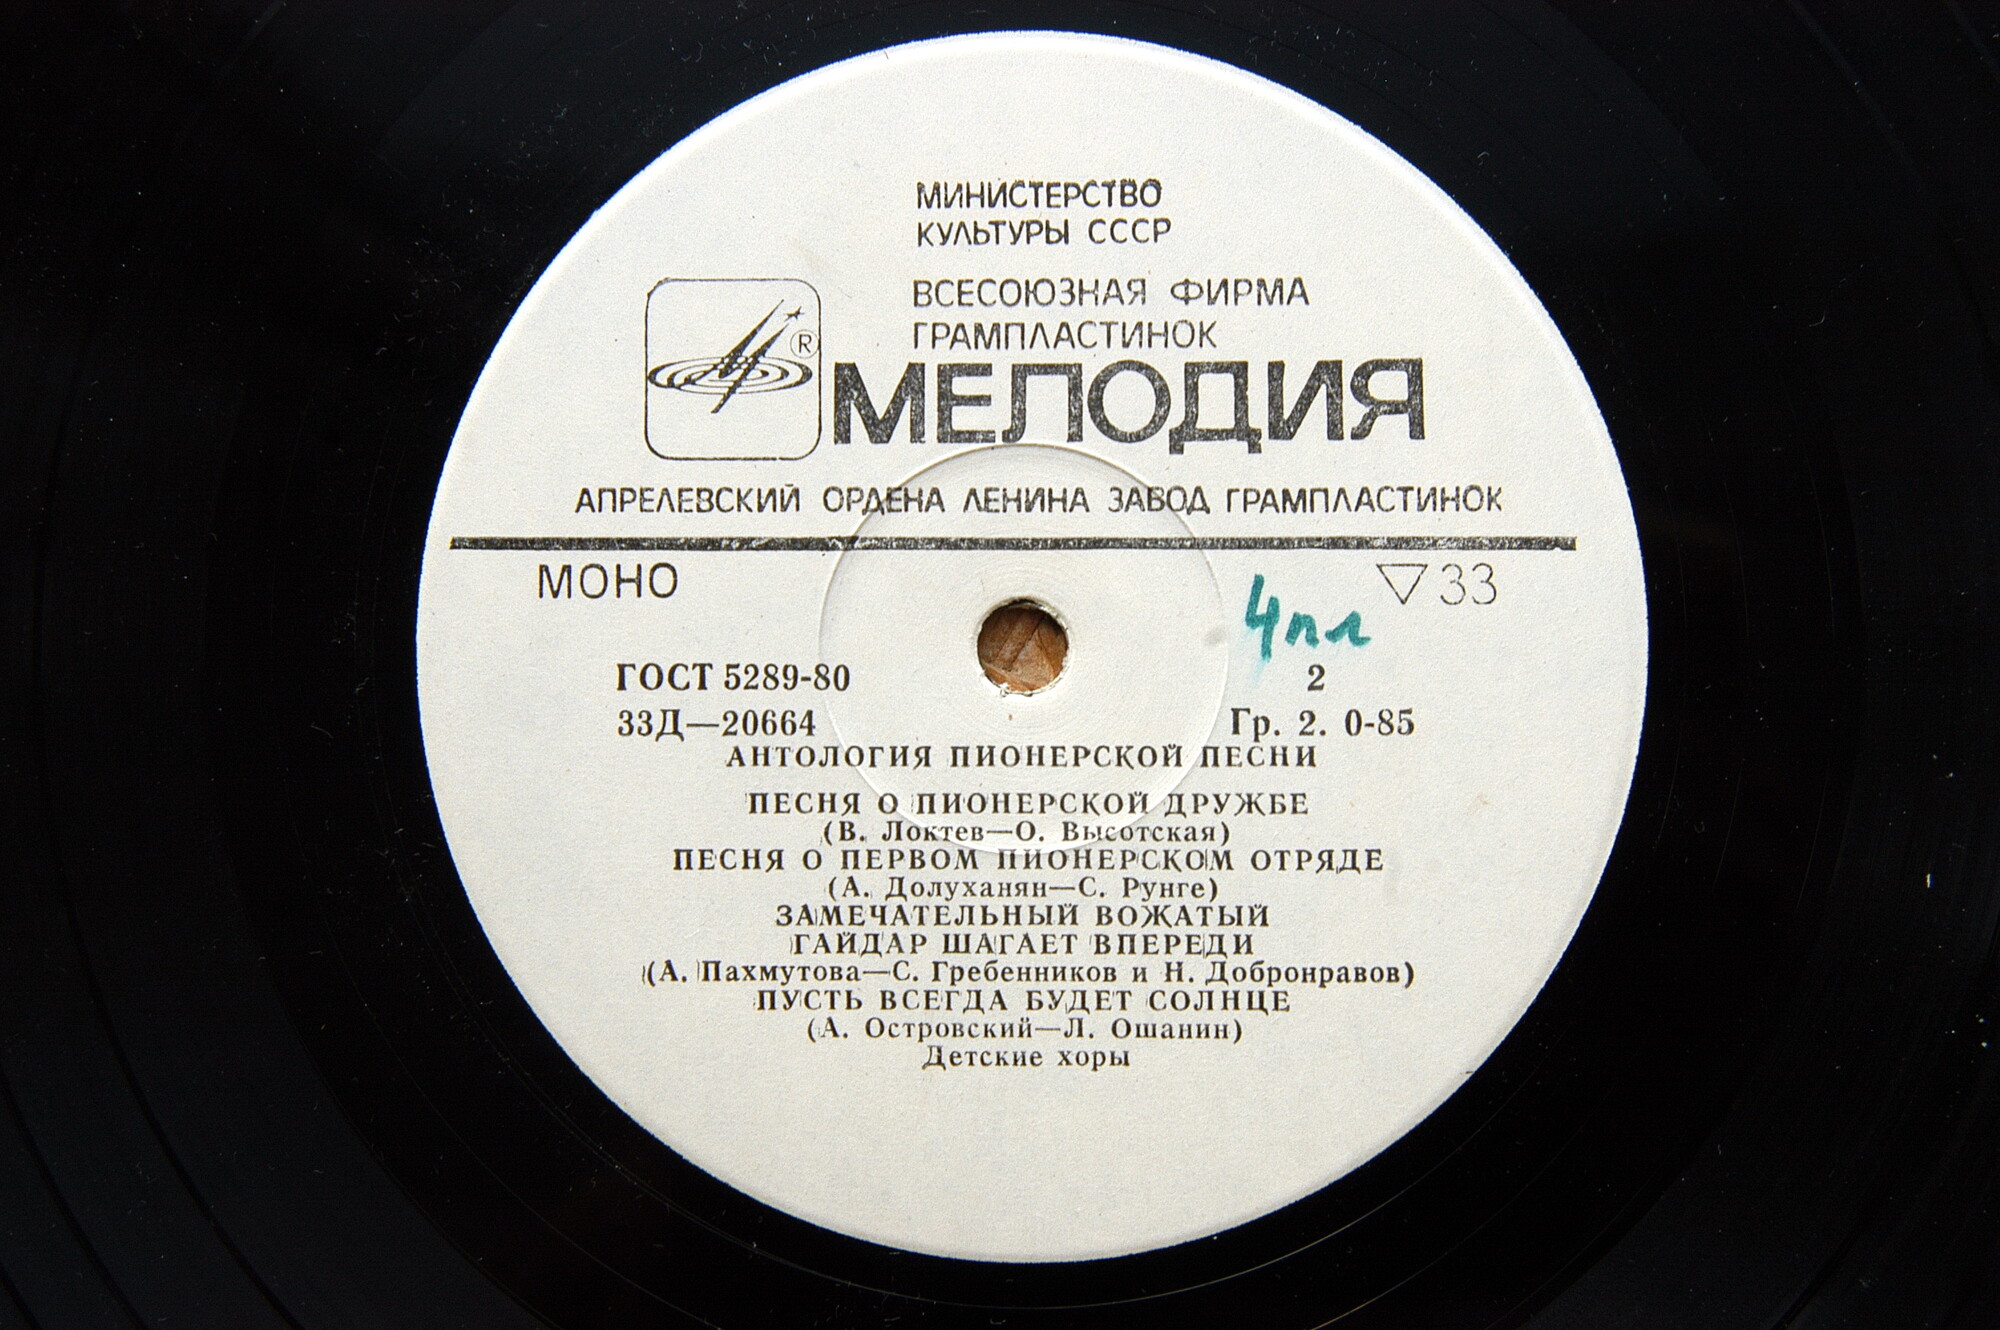 МИНИСТЕРСТВО
КУЛЬТУРЫ СССР
ВСЕСОЮЗНАЯ ФИРМА
ГРАМПЛАСТИНОК
®
МЕЛОДИЯ
АПРЕЛЕВСКИЙ ОРДЕНА ЛЕНИНА ЗАВОД ГРАМПЛАСТИНОК
МОНО
▽33
4пл
ГОСТ 5289-80
2
33Д—20664
Гр. 2. 0-85
АНТОЛОГИЯ ПИОНЕРСКОЙ ПЕСНИ
ПЕСНЯ О ПИОНЕРСКОЙ ДРУЖБЕ
(В. Локтев—О. Высотская)
ПЕСНЯ О ПЕРВОМ ПИОНЕРСКОМ ОТРЯДЕ
(А. Долуханян—С. Рунге)
ЗАМЕЧАТЕЛЬНЫЙ ВОЖАТЫЙ
ГАЙДАР ШАГАЕТ ВПЕРЕДИ
(А. Пахмутова—С. Гребенников и Н. Добронравов)
ПУСТЬ ВСЕГДА БУДЕТ СОЛНЦЕ
(А. Островский—Л. Ошанин)
Детские хоры